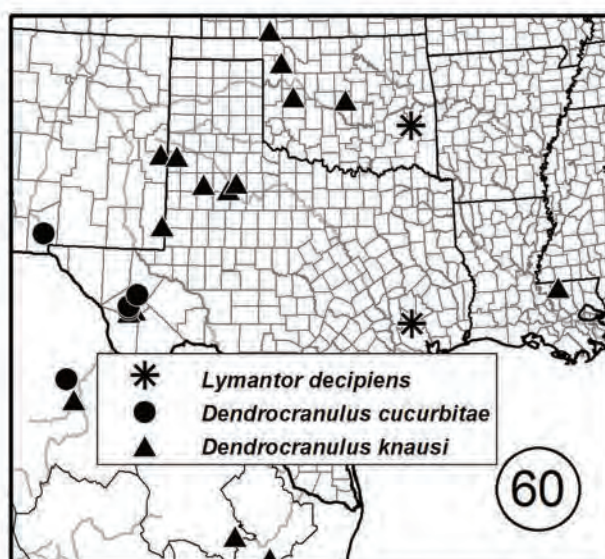 Lymantor decipiens
Dendrocranulus cucurbitae
Dendrocranulus knausi
60